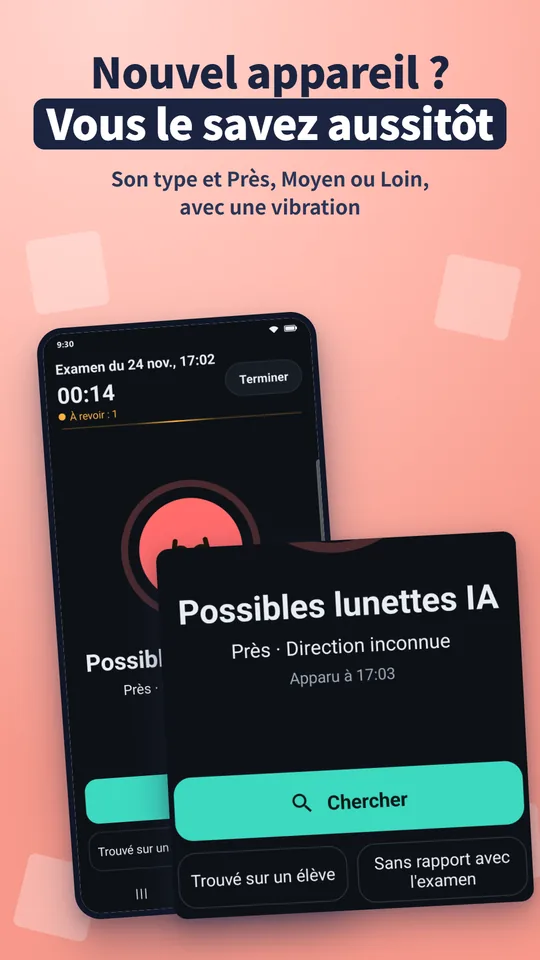 Nouvel appareil ?
Vous le savez aussitôt
Son type et Près, Moyen ou Loin,
avec une vibration
9:30
Examen du 24 nov., 17:02
00:14
Terminer
À revoir : 1
Possibl
Près ·
Trouvé sur un
Possibles lunettes IA
Près · Direction inconnue
Apparu à 17:03
Chercher
Trouvé sur un élève
Sans rapport avec
l'examen